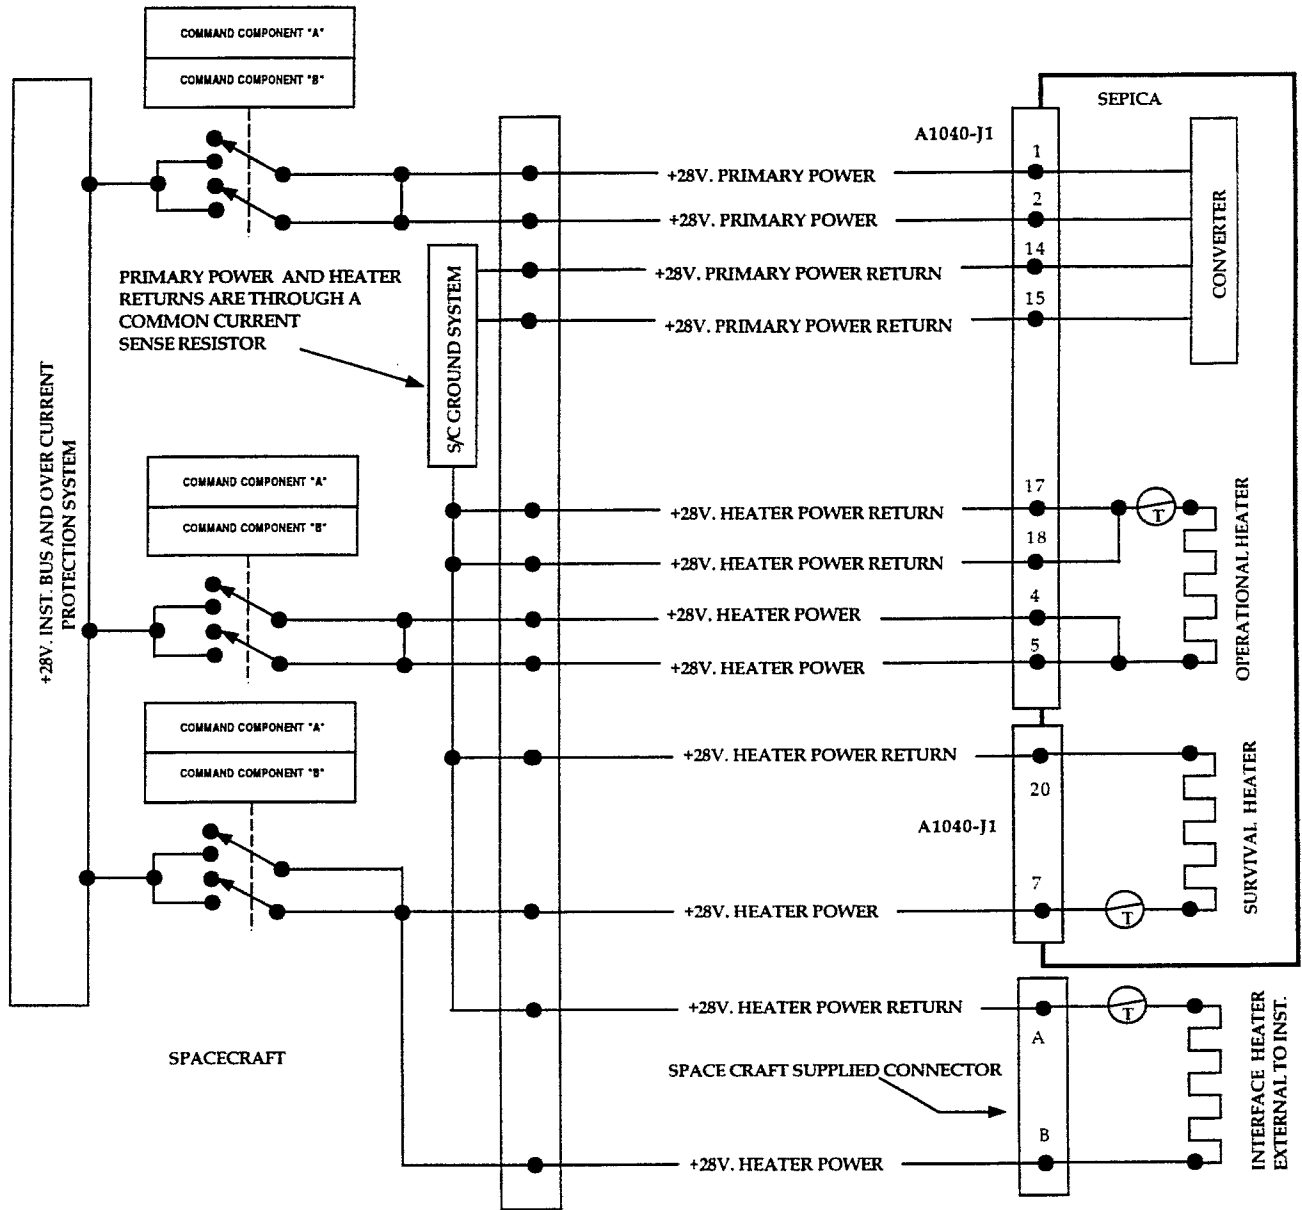 COMMAND COMPONENT "A"
COMMAND COMPONENT "B"
SEPICA
A1040-J1
1
+28V. PRIMARY POWER
2
+28V. PRIMARY POWER
14
+28V. PRIMARY POWER RETURN
15
+28V. PRIMARY POWER RETURN
CONVERTER
PRIMARY POWER AND HEATER
RETURNS ARE THROUGH A
COMMON CURRENT
SENSE RESISTOR
S/C GROUND SYSTEM
+28V. INST. BUS AND OVER CURRENT
PROTECTION SYSTEM
COMMAND COMPONENT "A"
COMMAND COMPONENT "B"
17
+28V. HEATER POWER RETURN
T
18
+28V. HEATER POWER RETURN
4
+28V. HEATER POWER
5
+28V. HEATER POWER
OPERATIONAL HEATER
COMMAND COMPONENT "A"
COMMAND COMPONENT "B"
+28V. HEATER POWER RETURN
20
A1040-J1
7
+28V. HEATER POWER
T
SURVIVAL HEATER
+28V. HEATER POWER RETURN
A
T
SPACECRAFT
SPACE CRAFT SUPPLIED CONNECTOR
B
+28V. HEATER POWER
INTERFACE HEATER
EXTERNAL TO INST.